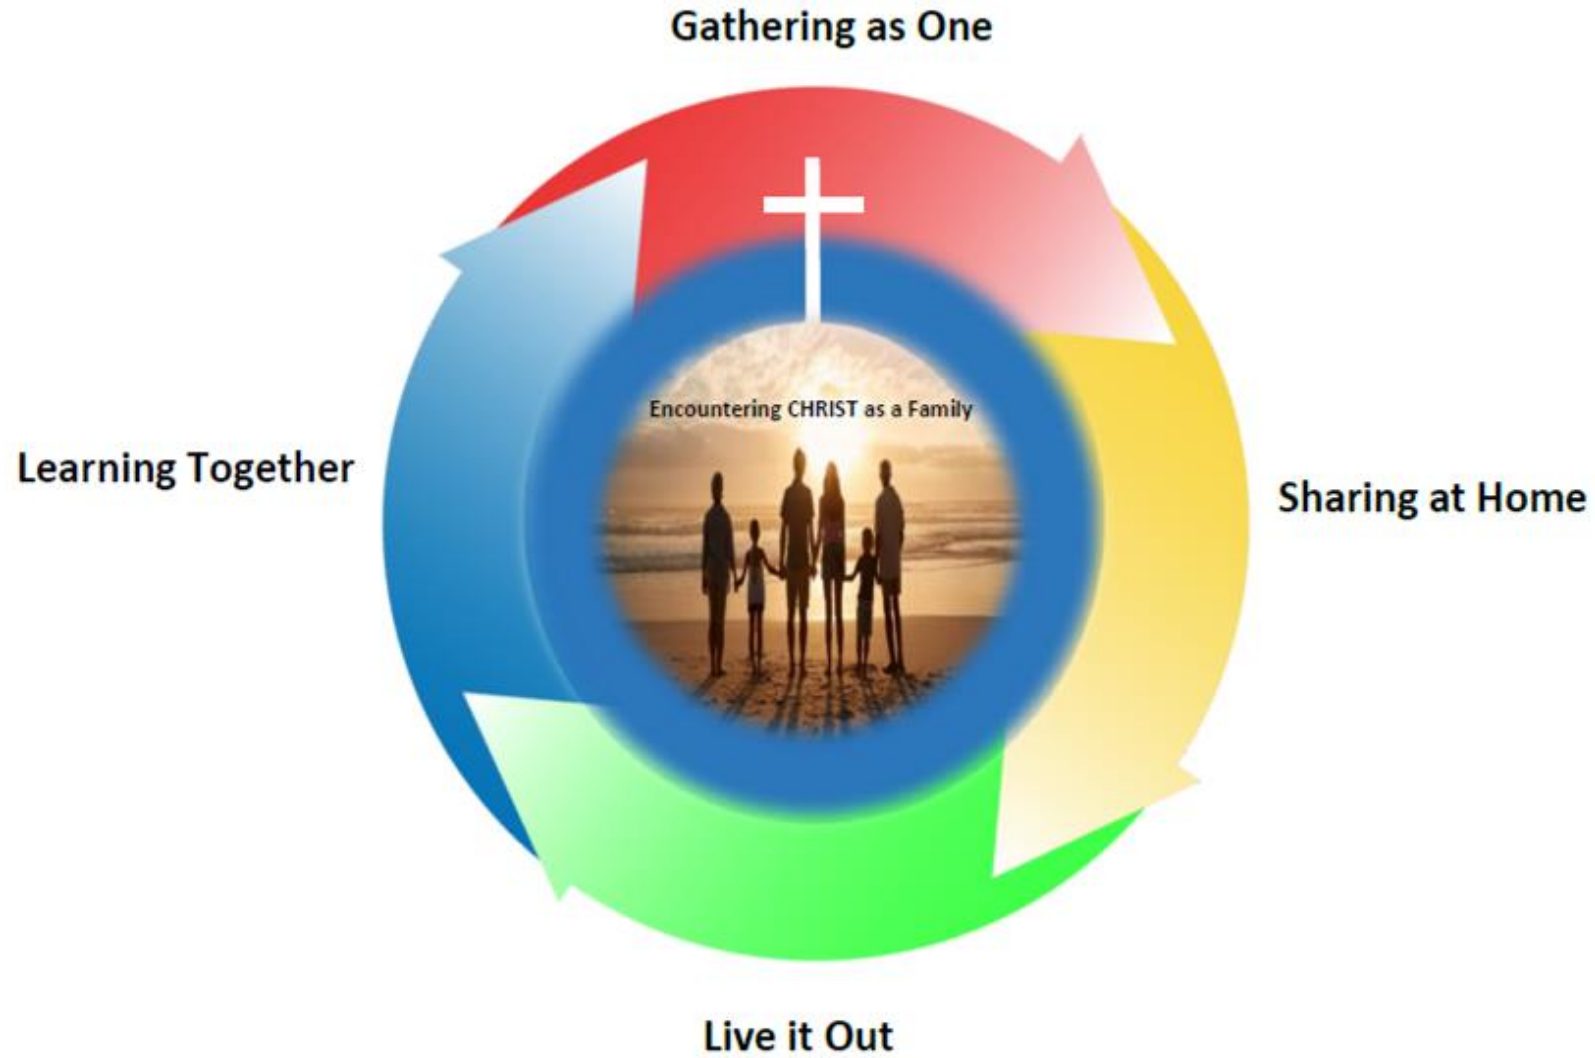 Gathering as One
Encountering CHRIST as a Family
Learning Together
Sharing at Home
Live it Out